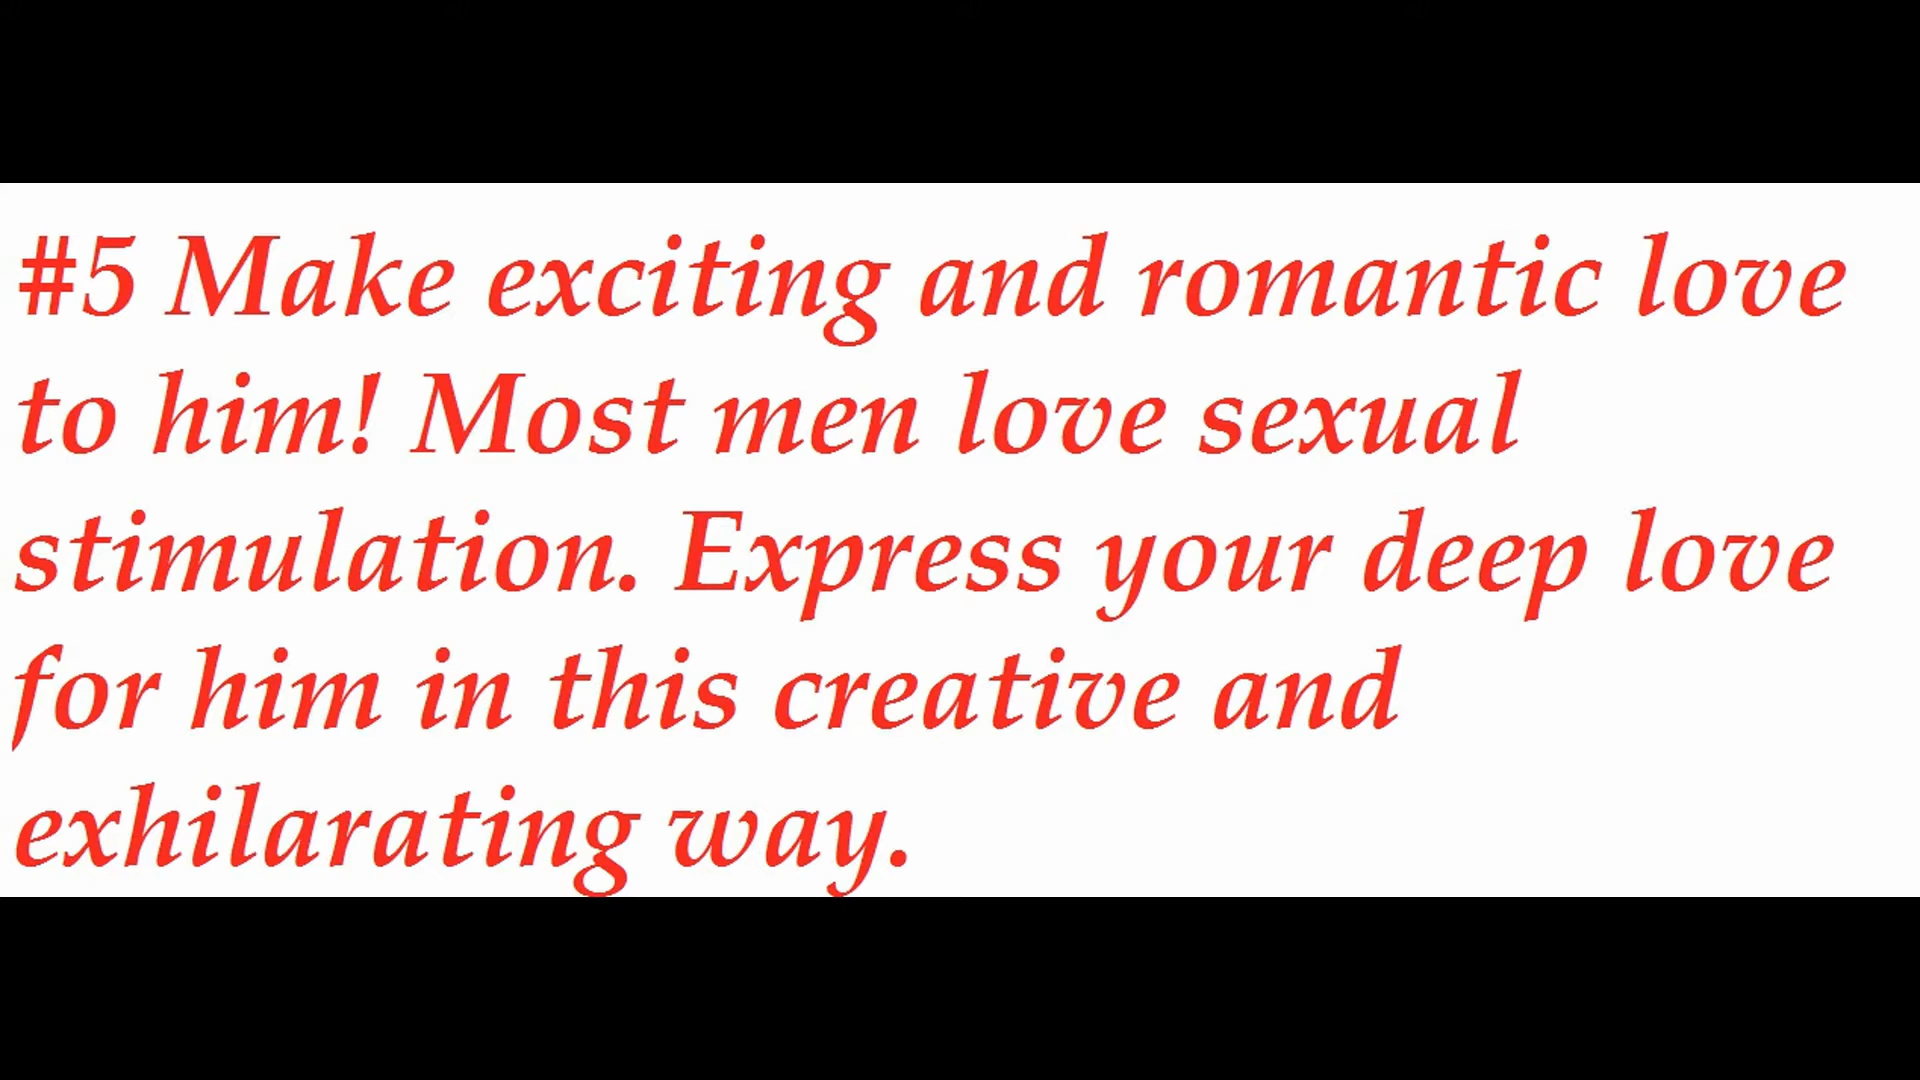 #5 Make exciting and romantic love
to him! Most men love sexual
stimulation. Express your deep love
for him in this creative and
exhilarating way.